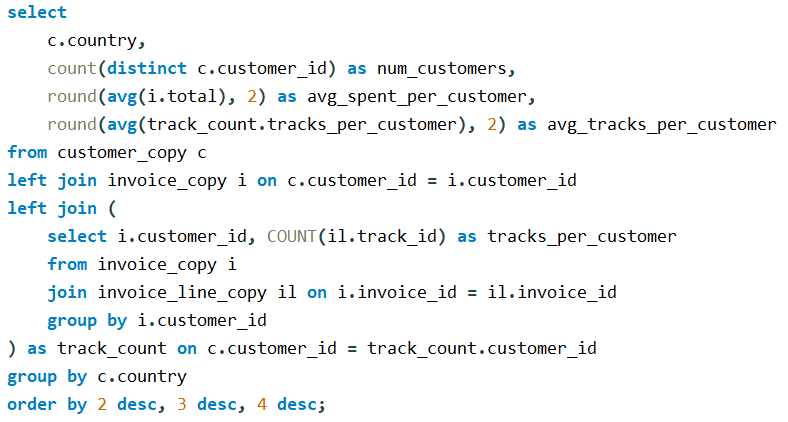 select
    c.country,
    count(distinct c.customer_id) as num_customers,
    round(avg(i.total), 2) as avg_spent_per_customer,
    round(avg(track_count.tracks_per_customer), 2) as avg_tracks_per_customer
from customer_copy c
left join invoice_copy i on c.customer_id = i.customer_id
left join (
    select i.customer_id, COUNT(il.track_id) as tracks_per_customer
    from invoice_copy i
    join invoice_line_copy il on i.invoice_id = il.invoice_id
    group by i.customer_id
) as track_count on c.customer_id = track_count.customer_id
group by c.country
order by 2 desc, 3 desc, 4 desc;